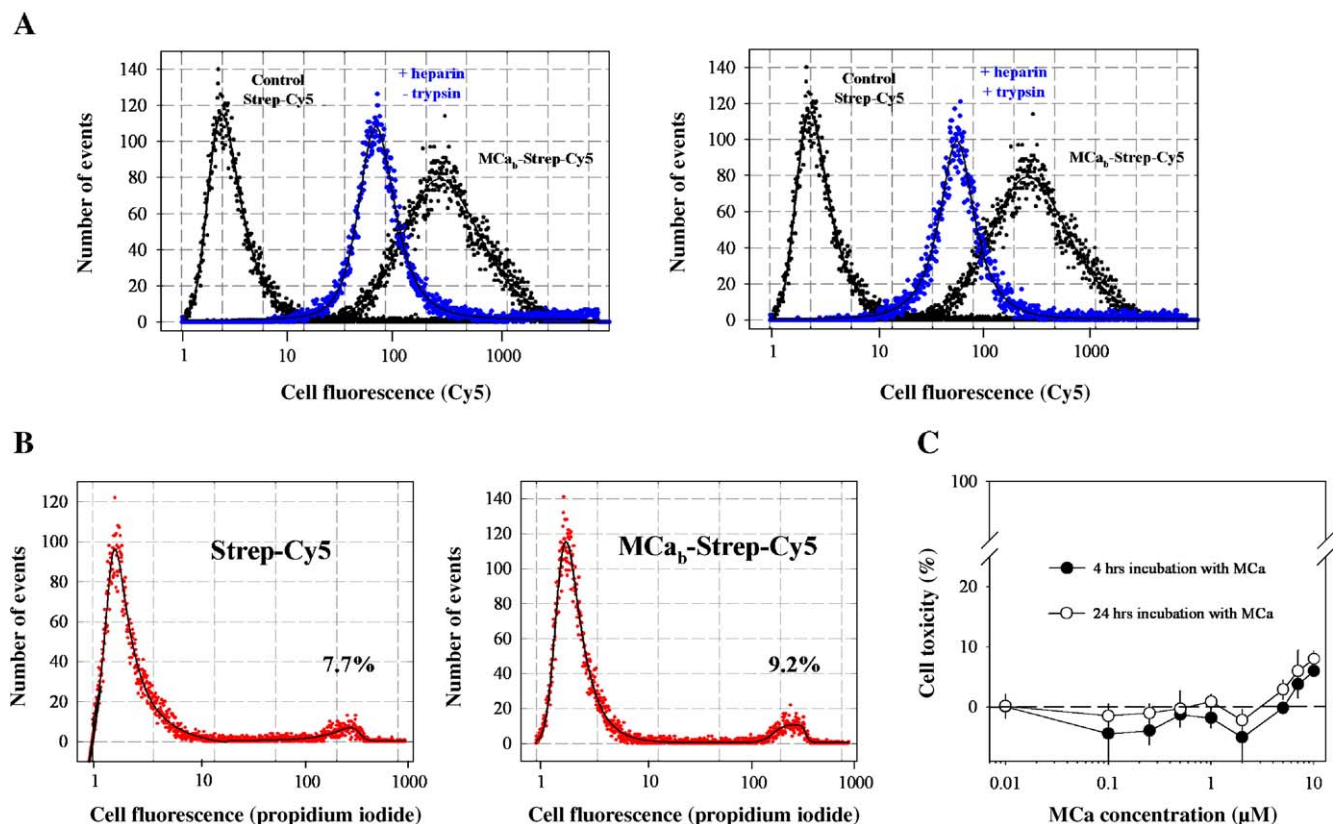 A
Number of events
140
120
100
80
60
40
20
0
Control
Strep-Cy5
+ heparin
- trypsin
MCab-Strep-Cy5
1
10
100
1000
Cell fluorescence (Cy5)
Number of events
140
120
100
80
60
40
20
0
Control
Strep-Cy5
+ heparin
+ trypsin
MCab-Strep-Cy5
1
10
100
1000
Cell fluorescence (Cy5)
B
Number of events
120
100
80
60
40
20
0
Strep-Cy5
7.7%
1
10
100
1000
Cell fluorescence (propidium iodide)
Number of events
140
120
100
80
60
40
20
0
MCab-Strep-Cy5
9.2%
1
10
100
1000
Cell fluorescence (propidium iodide)
C
Cell toxicity (%)
100
20
10
0
4 hrs incubation with MCa
24 hrs incubation with MCa
0.01
0.1
1
10
MCa concentration (µM)